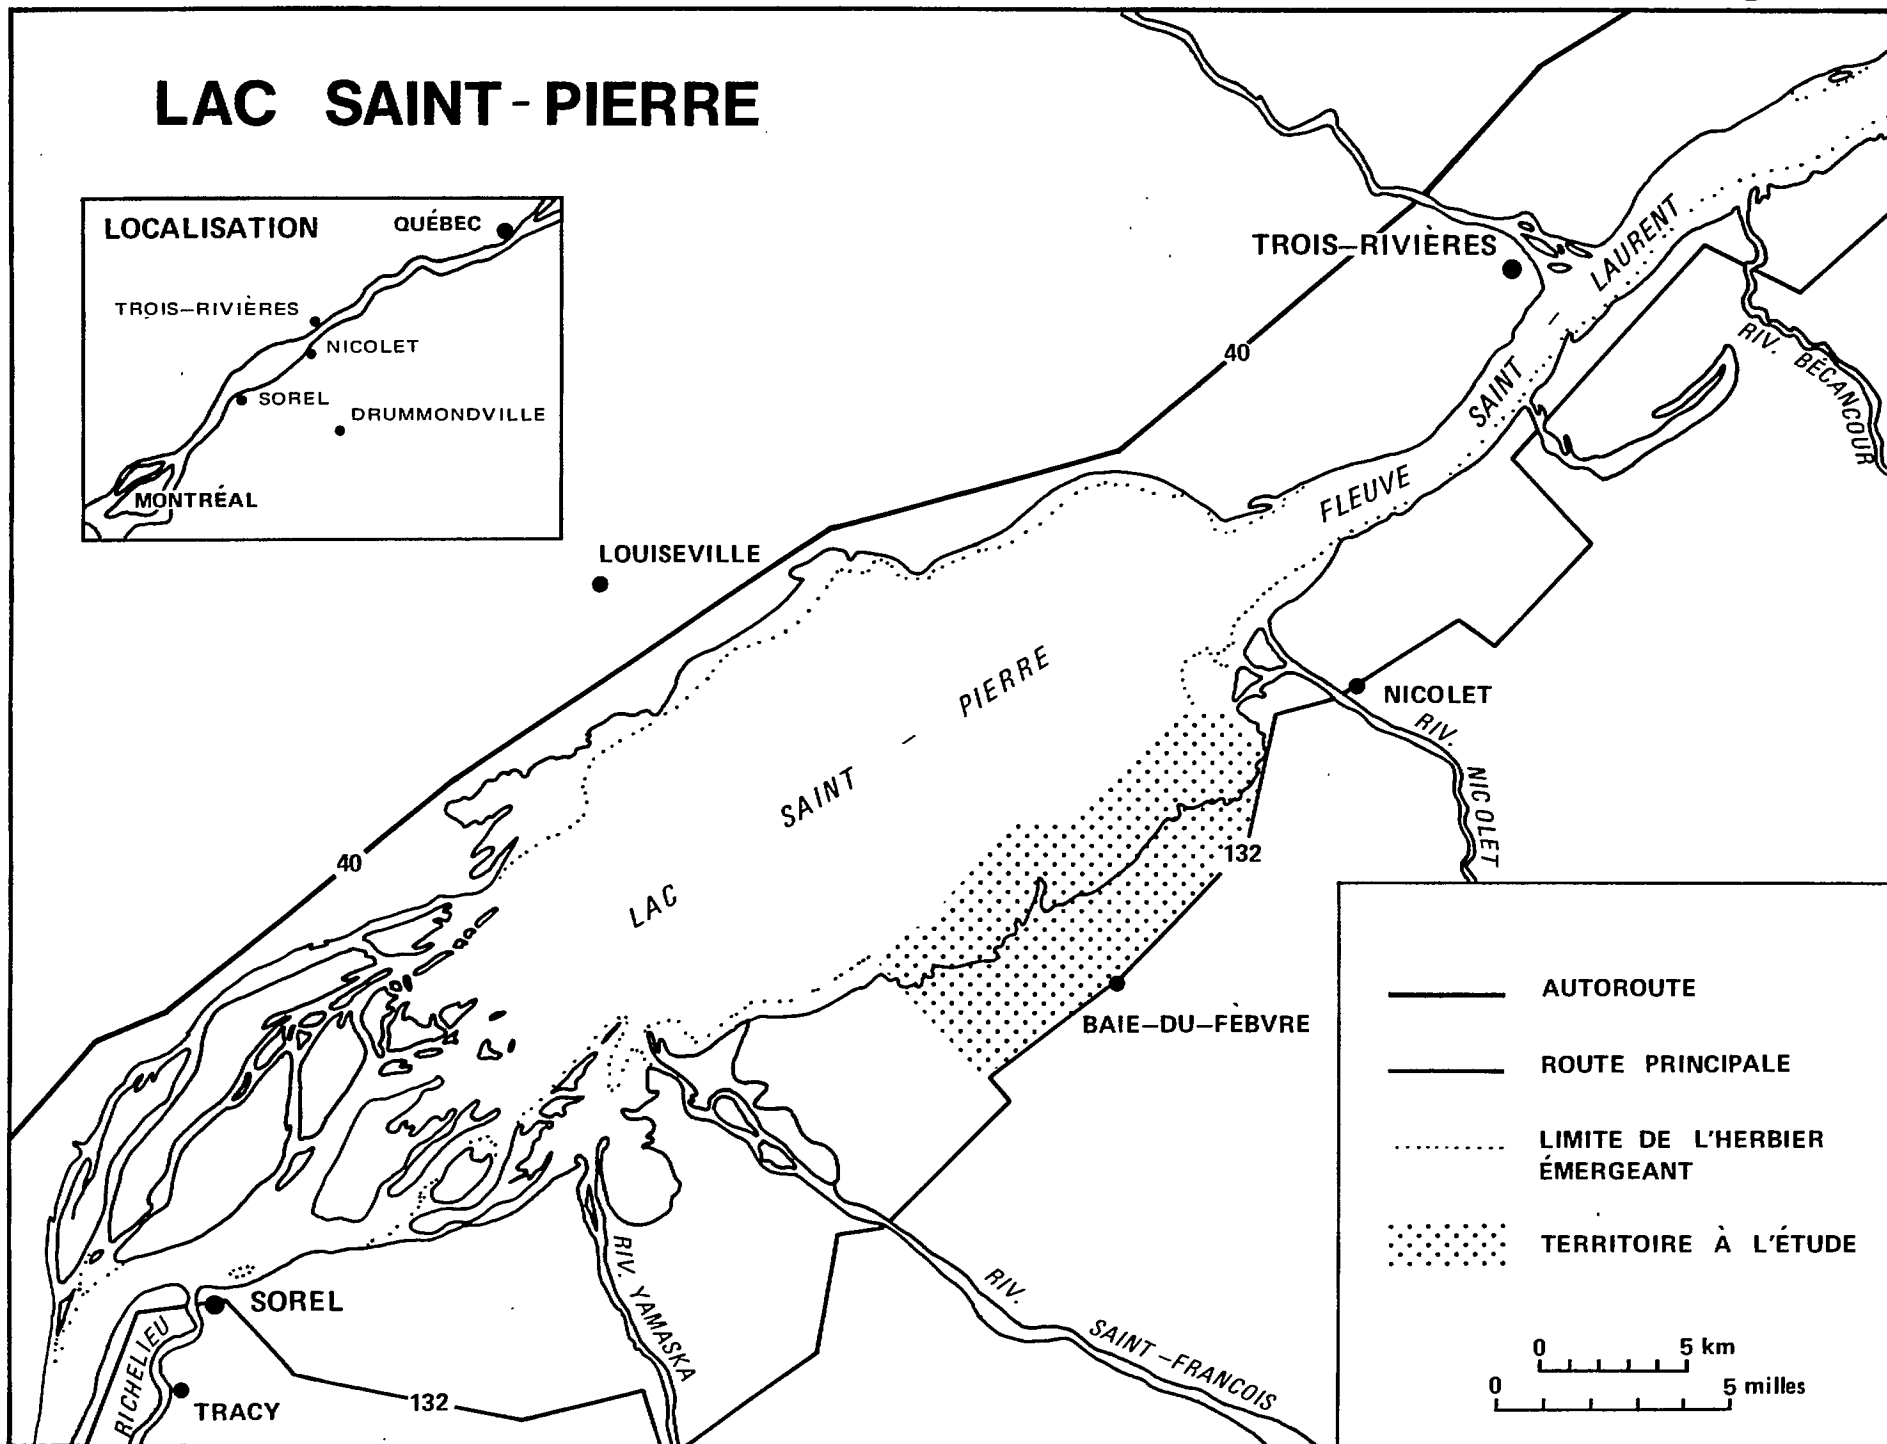 LAC SAINT-PIERRE
LOCALISATION
QUÉBEC
TROIS–RIVIÈRES
NICOLET
SOREL
DRUMMONDVILLE
MONTRÉAL
TROIS–RIVIÈRES
FLEUVE SAINT – LAURENT
40
RIV. BÉCANCOUR
LOUISEVILLE
LAC SAINT – PIERRE
NICOLET
RIV. NICOLET
132
40
BAIE–DU–FÈBVRE
SOREL
RICHELIEU
TRACY
132
RIV. YAMASKA
RIV. SAINT–FRANCOIS
AUTOROUTE
ROUTE PRINCIPALE
LIMITE DE L'HERBIER
ÉMERGEANT
TERRITOIRE À L'ÉTUDE
0 5 km
0 5 milles